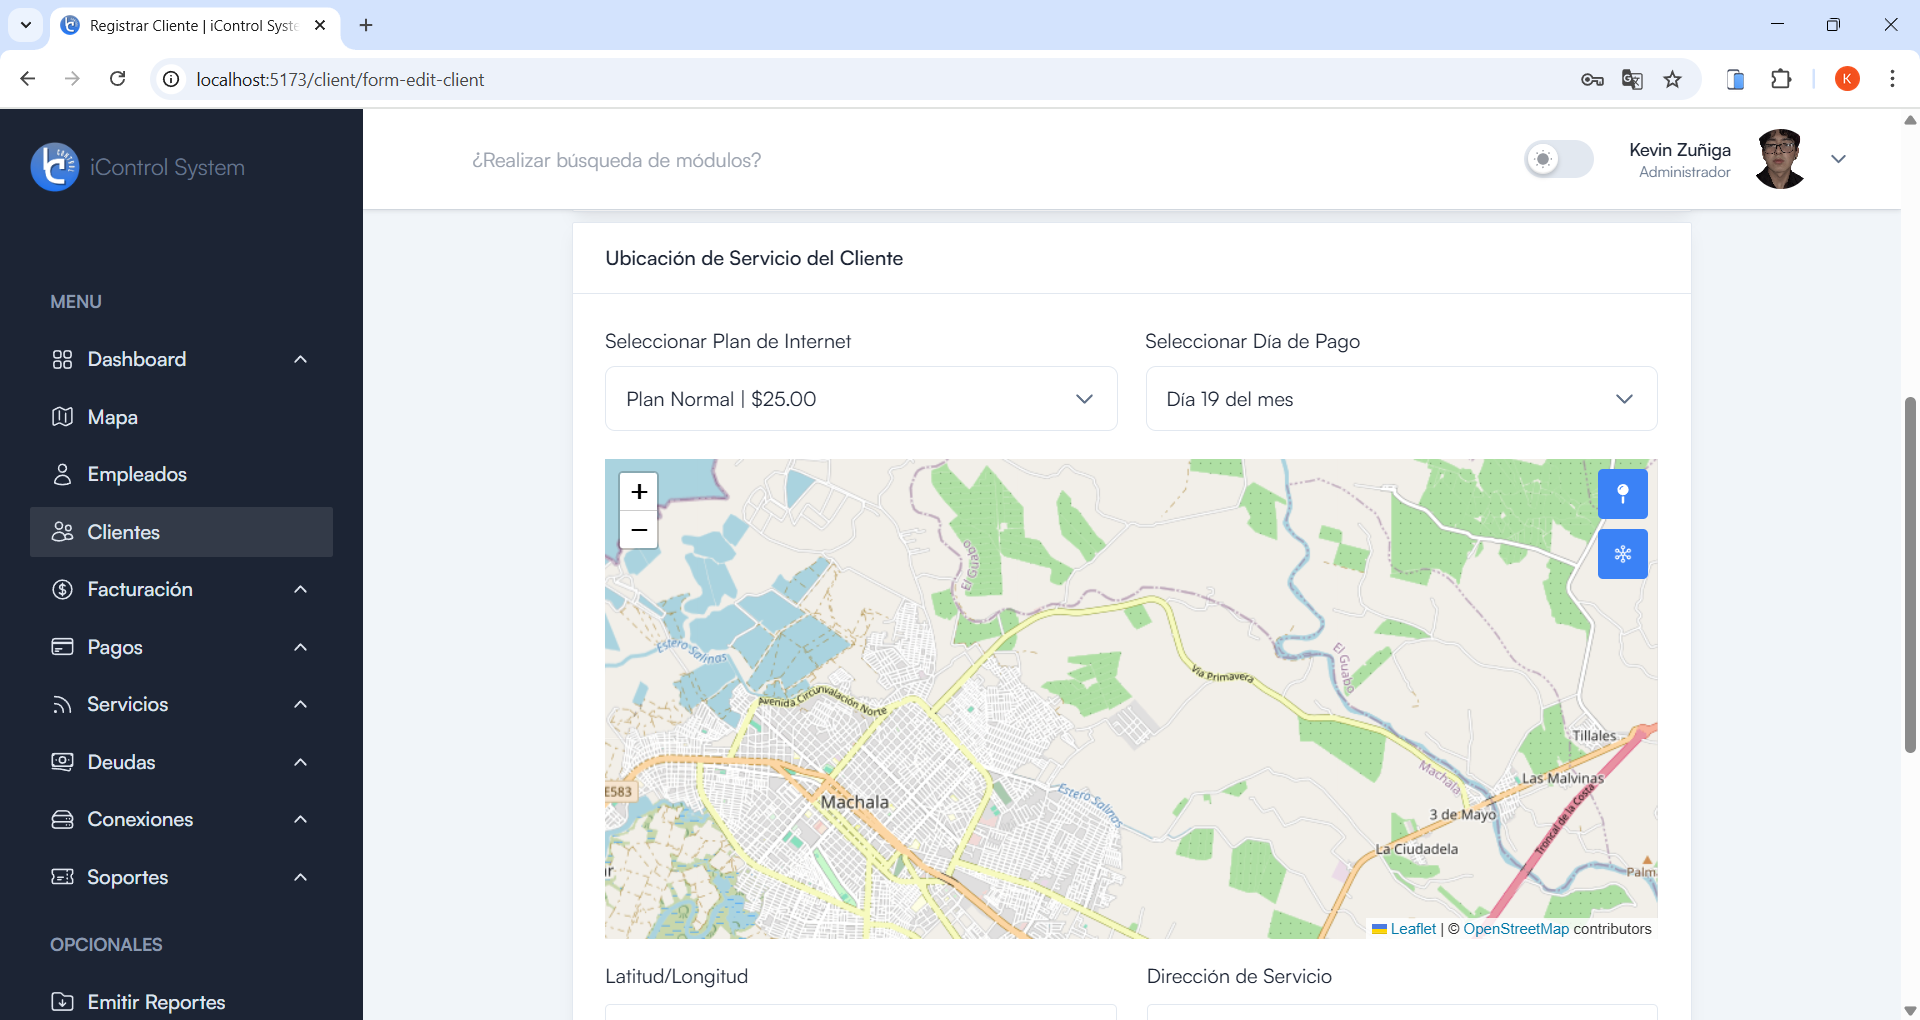 Registrar Cliente | iControl Syste
localhost:5173/client/form-edit-client
K
iControl System
¿Realizar búsqueda de módulos?
Kevin Zuñiga
Administrador
MENU
Dashboard
Mapa
Empleados
Clientes
Facturación
Pagos
Servicios
Deudas
Conexiones
Soportes
OPCIONALES
Emitir Reportes
Ubicación de Servicio del Cliente
Seleccionar Plan de Internet
Seleccionar Día de Pago
Plan Normal | $25.00
Día 19 del mes
+
−
El Guabo
El Guabo
Estero Salinas
Vía Primavera
Avenida Circunvalación Norte
Tillales
Machala
Las Malvinas
E583
Estero Salinas
Machala
3 de Mayo
Troncal de la Costa
La Ciudadela
Palm
Leaflet | © OpenStreetMap contributors
Latitud/Longitud
Dirección de Servicio